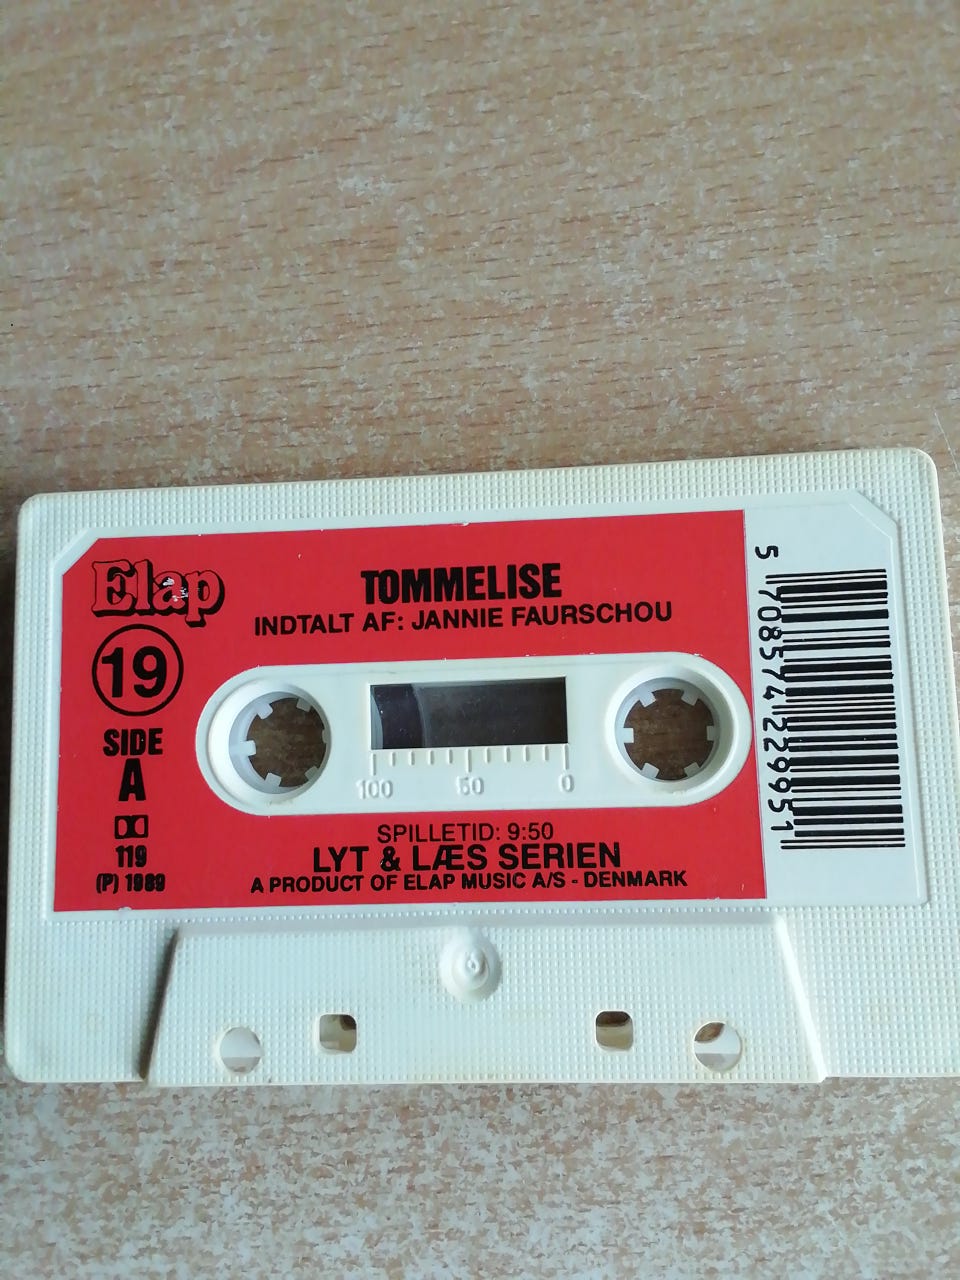 Elap
19
SIDE
A
119
(P) 1989
TOMMELISE
INDTALT AF: JANNIE FAURSCHOU
100 50 0
SPILLETID: 9:50
LYT & LÆS SERIEN
A PRODUCT OF ELAP MUSIC A/S - DENMARK
5 708574 229951